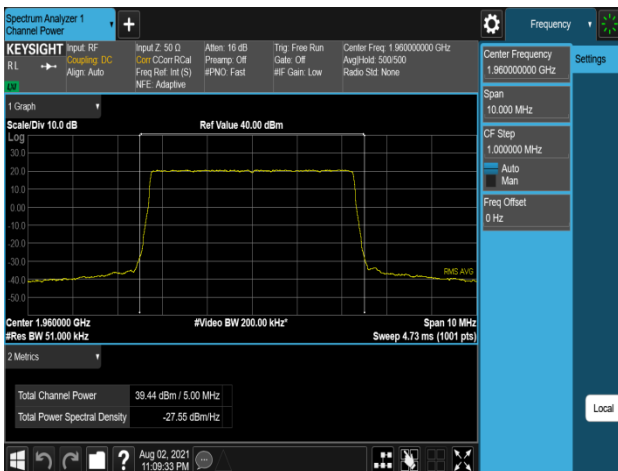 Spectrum Analyzer 1
Channel Power
+
Frequency
KEYSIGHT
RL
LXI
Input: RF
Coupling: DC
Align: Auto
Input Z: 50 Ω
Corr CCorr RCal
Freq Ref: Int (S)
NFE: Adaptive
Atten: 16 dB
Preamp: Off
#PNO: Fast
Trig: Free Run
Gate: Off
#IF Gain: Low
Center Freq: 1.960000000 GHz
Avg|Hold: 500/500
Radio Std: None
Center Frequency
1.960000000 GHz
Settings
Span
10.000 MHz
CF Step
1.000000 MHz
Auto
Man
Freq Offset
0 Hz
1 Graph
Scale/Div 10.0 dB
Ref Value 40.00 dBm
Log
30.0
20.0
10.0
0.00
-10.0
-20.0
-30.0
-40.0
-50.0
RMS AVG
Center 1.960000 GHz
#Video BW 200.00 kHz*
Span 10 MHz
#Res BW 51.000 kHz
Sweep 4.73 ms (1001 pts)
2 Metrics
Total Channel Power
39.44 dBm / 5.00 MHz
Total Power Spectral Density
-27.55 dBm/Hz
Local
?
Aug 02, 2021
11:09:33 PM